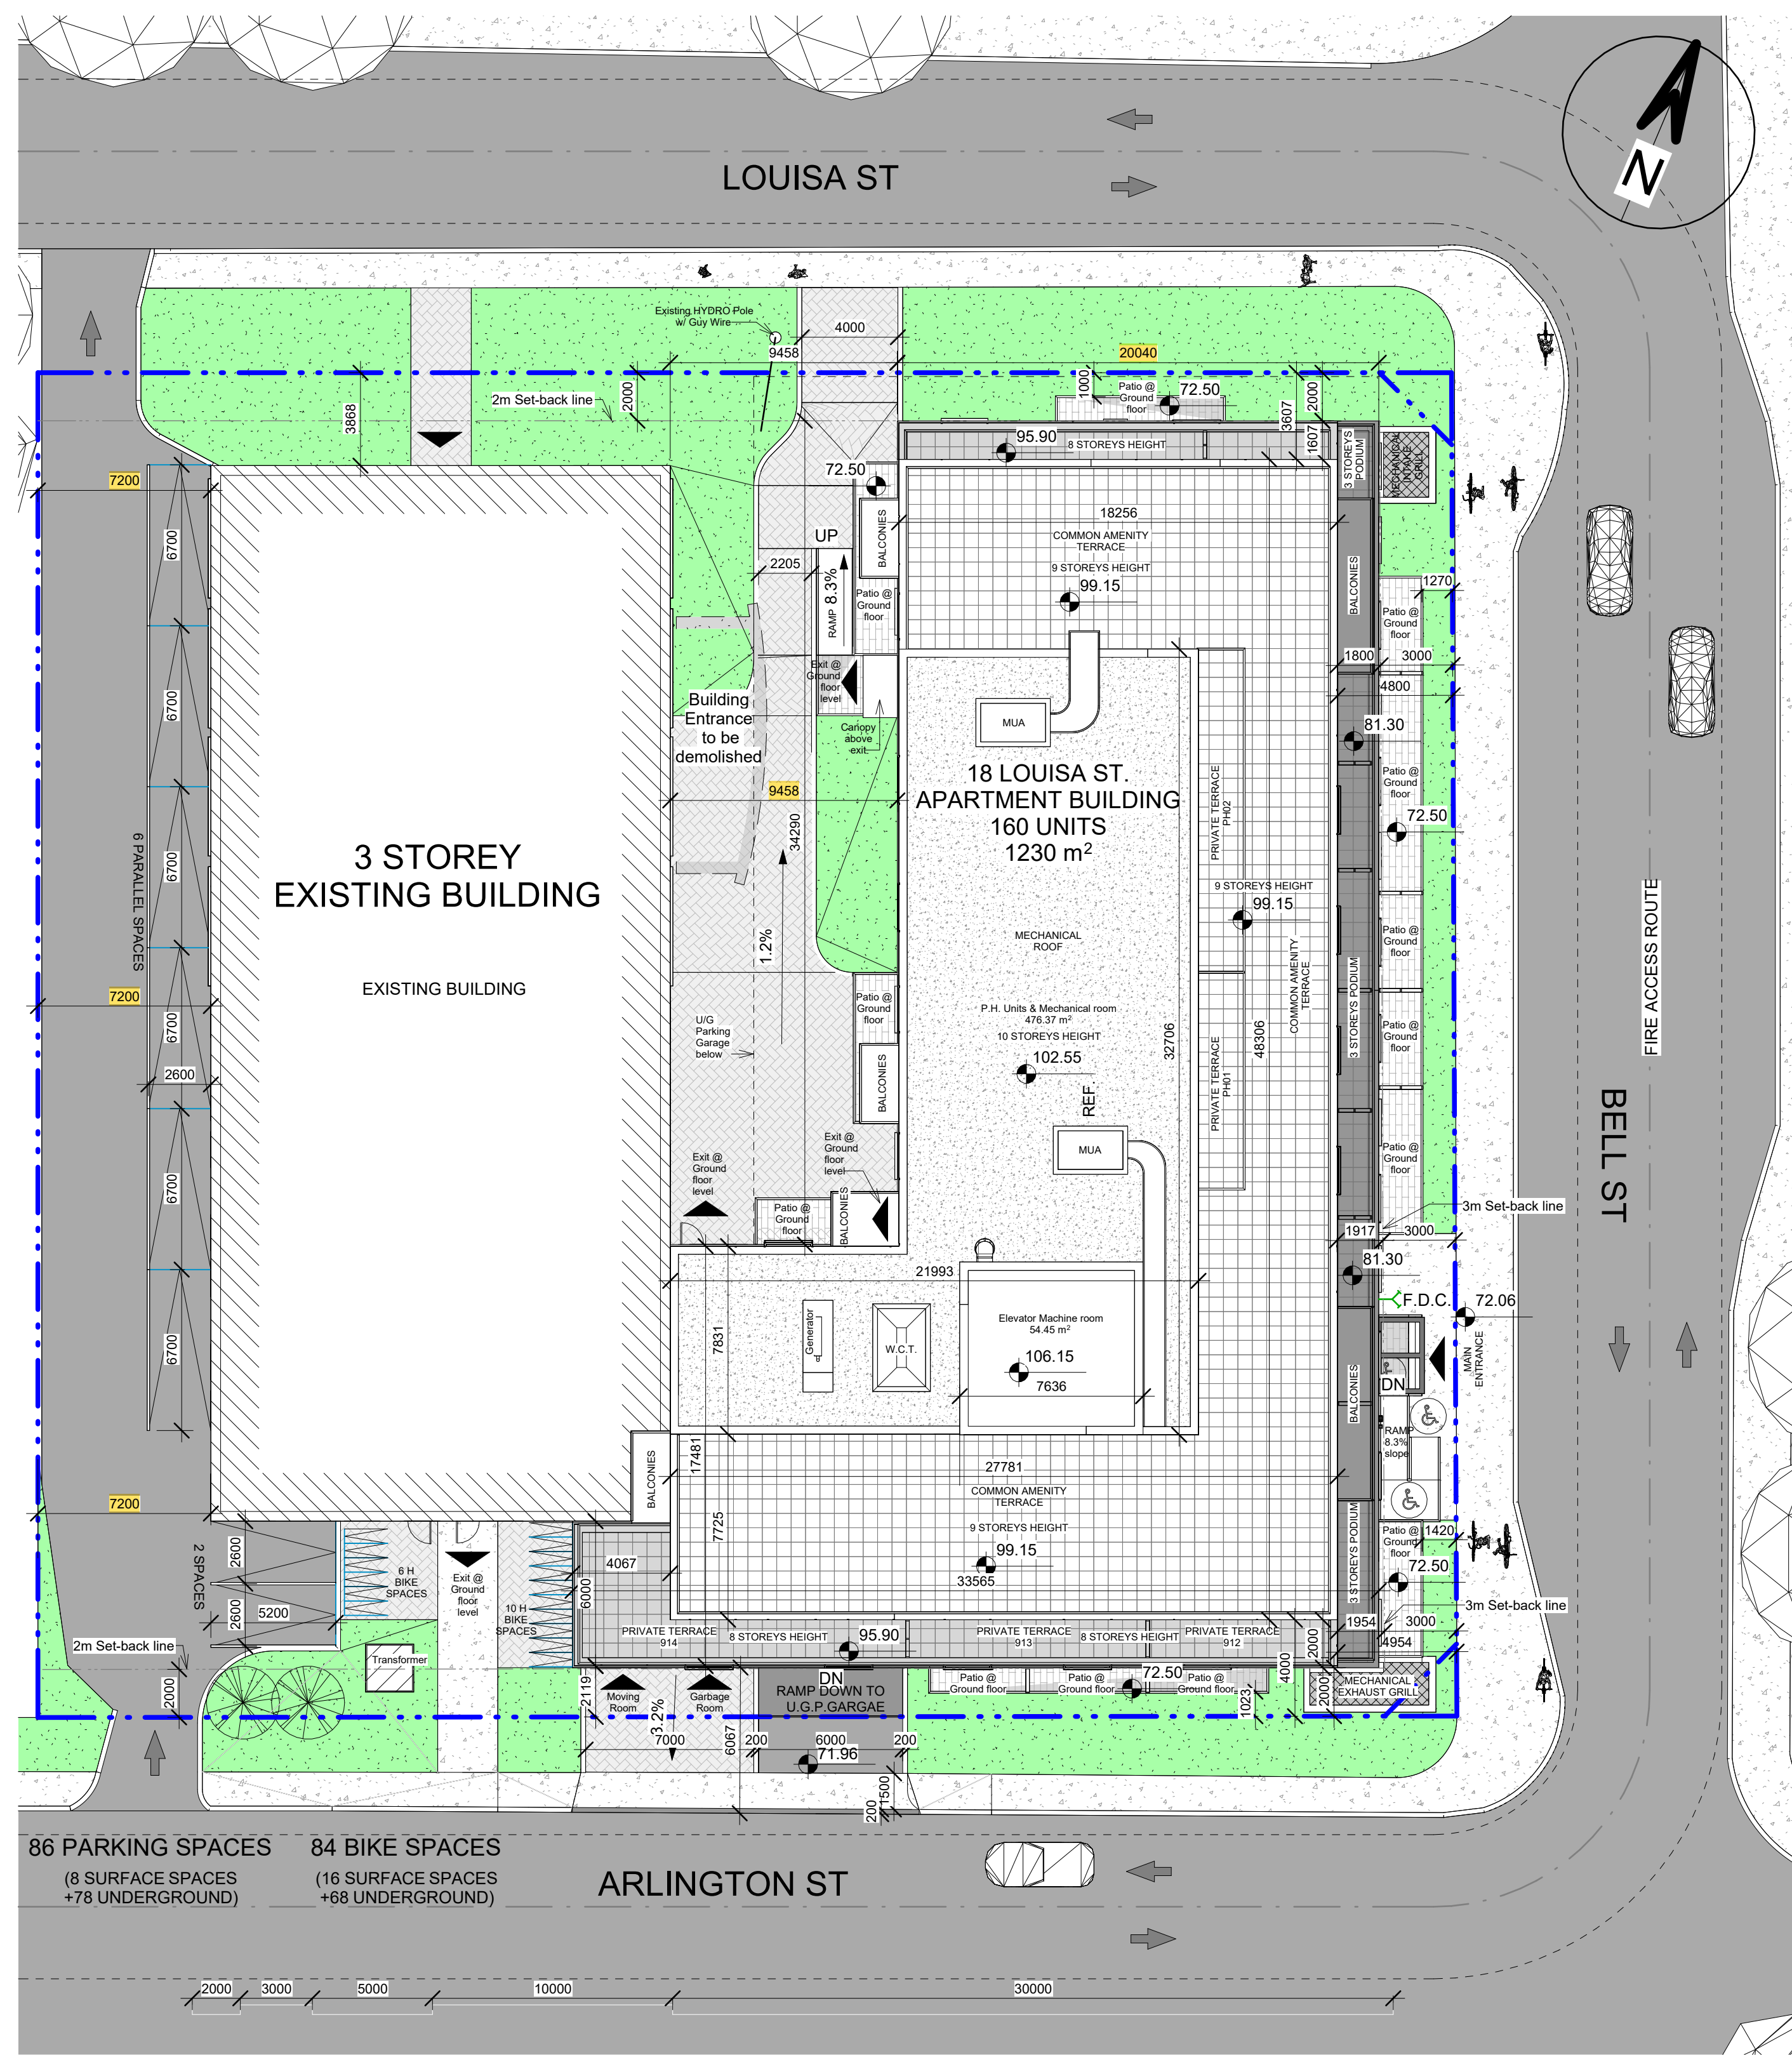 LOUISA ST
N
Existing HYDRO Pole
w/ Guy Wire
4000
9458
20040
2m Set-back line
2000
3868
1000
Patio @
Ground
floor
72.50
3607
2000
1607
95.90
8 STOREYS HEIGHT
3 STOREYS
PODIUM
MECHANICAL
INTAKE
GRILL
7200
72.50
BALCONIES
18256
COMMON AMENITY
TERRACE
9 STOREYS HEIGHT
99.15
UP
2205
RAMP 8.3%
Patio @
Ground
floor
BALCONIES
1270
Patio @
Ground
floor
6700
6700
6700
6700
6700
6700
6 PARALLEL SPACES
Exit @
Ground
floor
level
1800
3000
4800
81.30
Building
Entrance
to be
demolished
Canopy
above
exit
MUA
9458
34290
18 LOUISA ST.
APARTMENT BUILDING
160 UNITS
1230 m²
PRIVATE TERRACE
PH02
Patio @
Ground
floor
72.50
3 STOREY
EXISTING BUILDING
EXISTING BUILDING
9 STOREYS HEIGHT
99.15
FIRE ACCESS ROUTE
1.2%
MECHANICAL
ROOF
COMMON AMENITY
TERRACE
3 STOREYS PODIUM
Patio @
Ground
floor
7200
Patio @
Ground
floor
U/G
Parking
Garage
below
P.H. Units & Mechanical room
476.37 m²
10 STOREYS HEIGHT
102.55
32706
48306
PRIVATE TERRACE
PH01
Patio @
Ground
floor
2600
BALCONIES
REF.
MUA
BELL ST
Exit @
Ground
floor
level
Exit @
Ground
floor
level
Patio @
Ground
floor
Patio @
Ground
floor
BALCONIES
3m Set-back line
1917
3000
81.30
21993
F.D.C.
72.06
7831
Generator
W.C.T.
Elevator Machine room
54.45 m²
106.15
7636
MAIN
ENTRANCE
DN
BALCONIES
RAMP
8.3%
slope
BALCONIES
17481
27781
COMMON AMENITY
TERRACE
9 STOREYS HEIGHT
99.15
33565
7725
7200
2 SPACES
2600
2600
5200
6 H
BIKE
SPACES
Exit @
Ground
floor
level
10 H
BIKE
SPACES
4067
6000
3 STOREYS PODIUM
Patio @
Ground
floor
1420
72.50
3m Set-back line
1954
3000
4954
2m Set-back line
2000
Transformer
PRIVATE TERRACE
914
8 STOREYS HEIGHT
95.90
PRIVATE TERRACE
913
8 STOREYS HEIGHT
PRIVATE TERRACE
912
2000
4000
2000
2119
Moving
Room
Garbage
Room
DN
RAMP DOWN TO
U.G.P.GARGAE
Patio @
Ground floor
Patio @
Ground floor
72.50
Patio @
Ground floor
1023
MECHANICAL
EXHAUST GRILL
3.2%
7000
6067
200
6000
200
71.96
1500
200
86 PARKING SPACES
(8 SURFACE SPACES
+78 UNDERGROUND)
84 BIKE SPACES
(16 SURFACE SPACES
+68 UNDERGROUND)
ARLINGTON ST
2000
3000
5000
10000
30000
7200